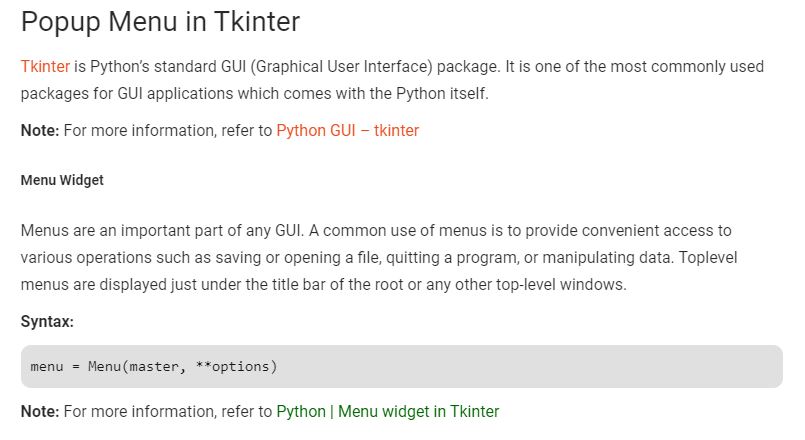 Popup Menu in Tkinter
Tkinter is Python’s standard GUI (Graphical User Interface) package. It is one of the most commonly used
packages for GUI applications which comes with the Python itself.
Note: For more information, refer to Python GUI – tkinter
Menu Widget
Menus are an important part of any GUI. A common use of menus is to provide convenient access to
various operations such as saving or opening a file, quitting a program, or manipulating data. Toplevel
menus are displayed just under the title bar of the root or any other top-level windows.
Syntax:
menu = Menu(master, **options)
Note: For more information, refer to Python | Menu widget in Tkinter